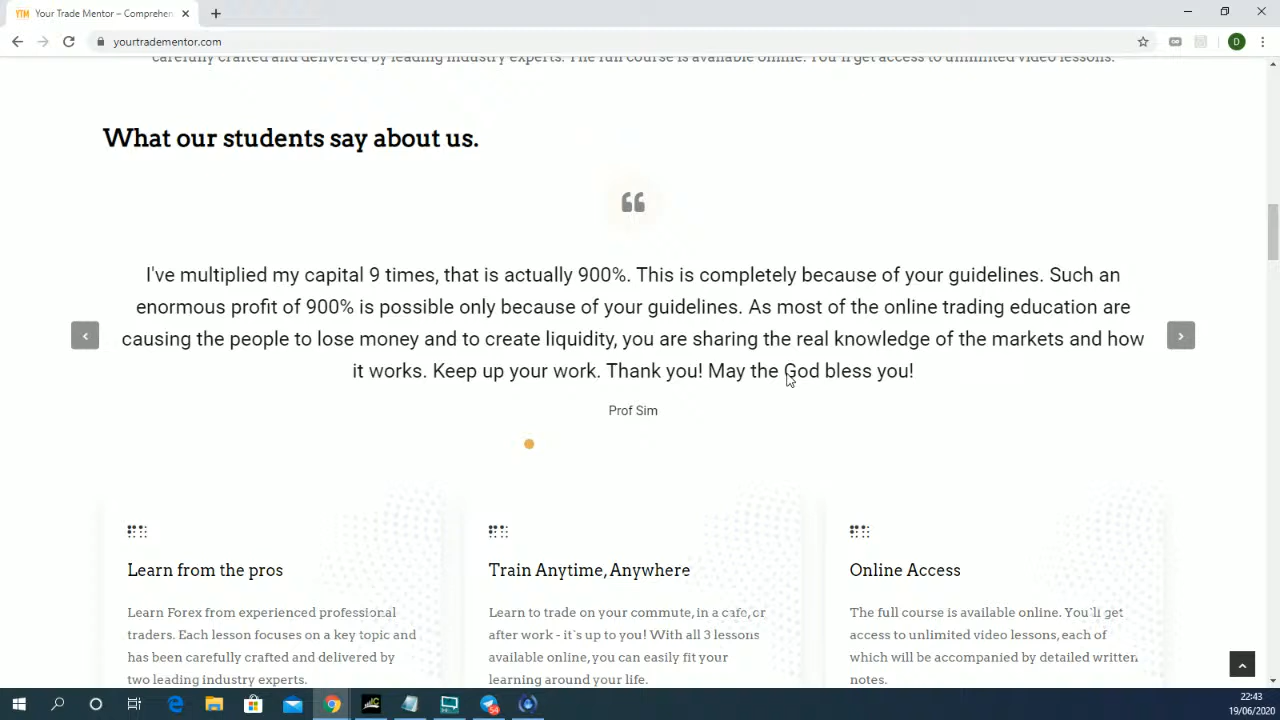 YTM Your Trade Mentor – Comprehen
yourtradementor.com
D
carefully crafted and delivered by leading industry experts. The full course is available online. You'll get access to unlimited video lessons.
What our students say about us.
I've multiplied my capital 9 times, that is actually 900%. This is completely because of your guidelines. Such an
enormous profit of 900% is possible only because of your guidelines. As most of the online trading education are
causing the people to lose money and to create liquidity, you are sharing the real knowledge of the markets and how
it works. Keep up your work. Thank you! May the God bless you!
Prof Sim
Learn from the pros
Learn Forex from experienced professional
traders. Each lesson focuses on a key topic and
has been carefully crafted and delivered by
two leading industry experts.
Train Anytime, Anywhere
Learn to trade on your commute, in a cafe, or
after work - it`s up to you! With all 3 lessons
available online, you can easily fit your
learning around your life.
Online Access
The full course is available online. You'll get
access to unlimited video lessons, each of
which will be accompanied by detailed written
notes.
54
22:43
19/06/2020